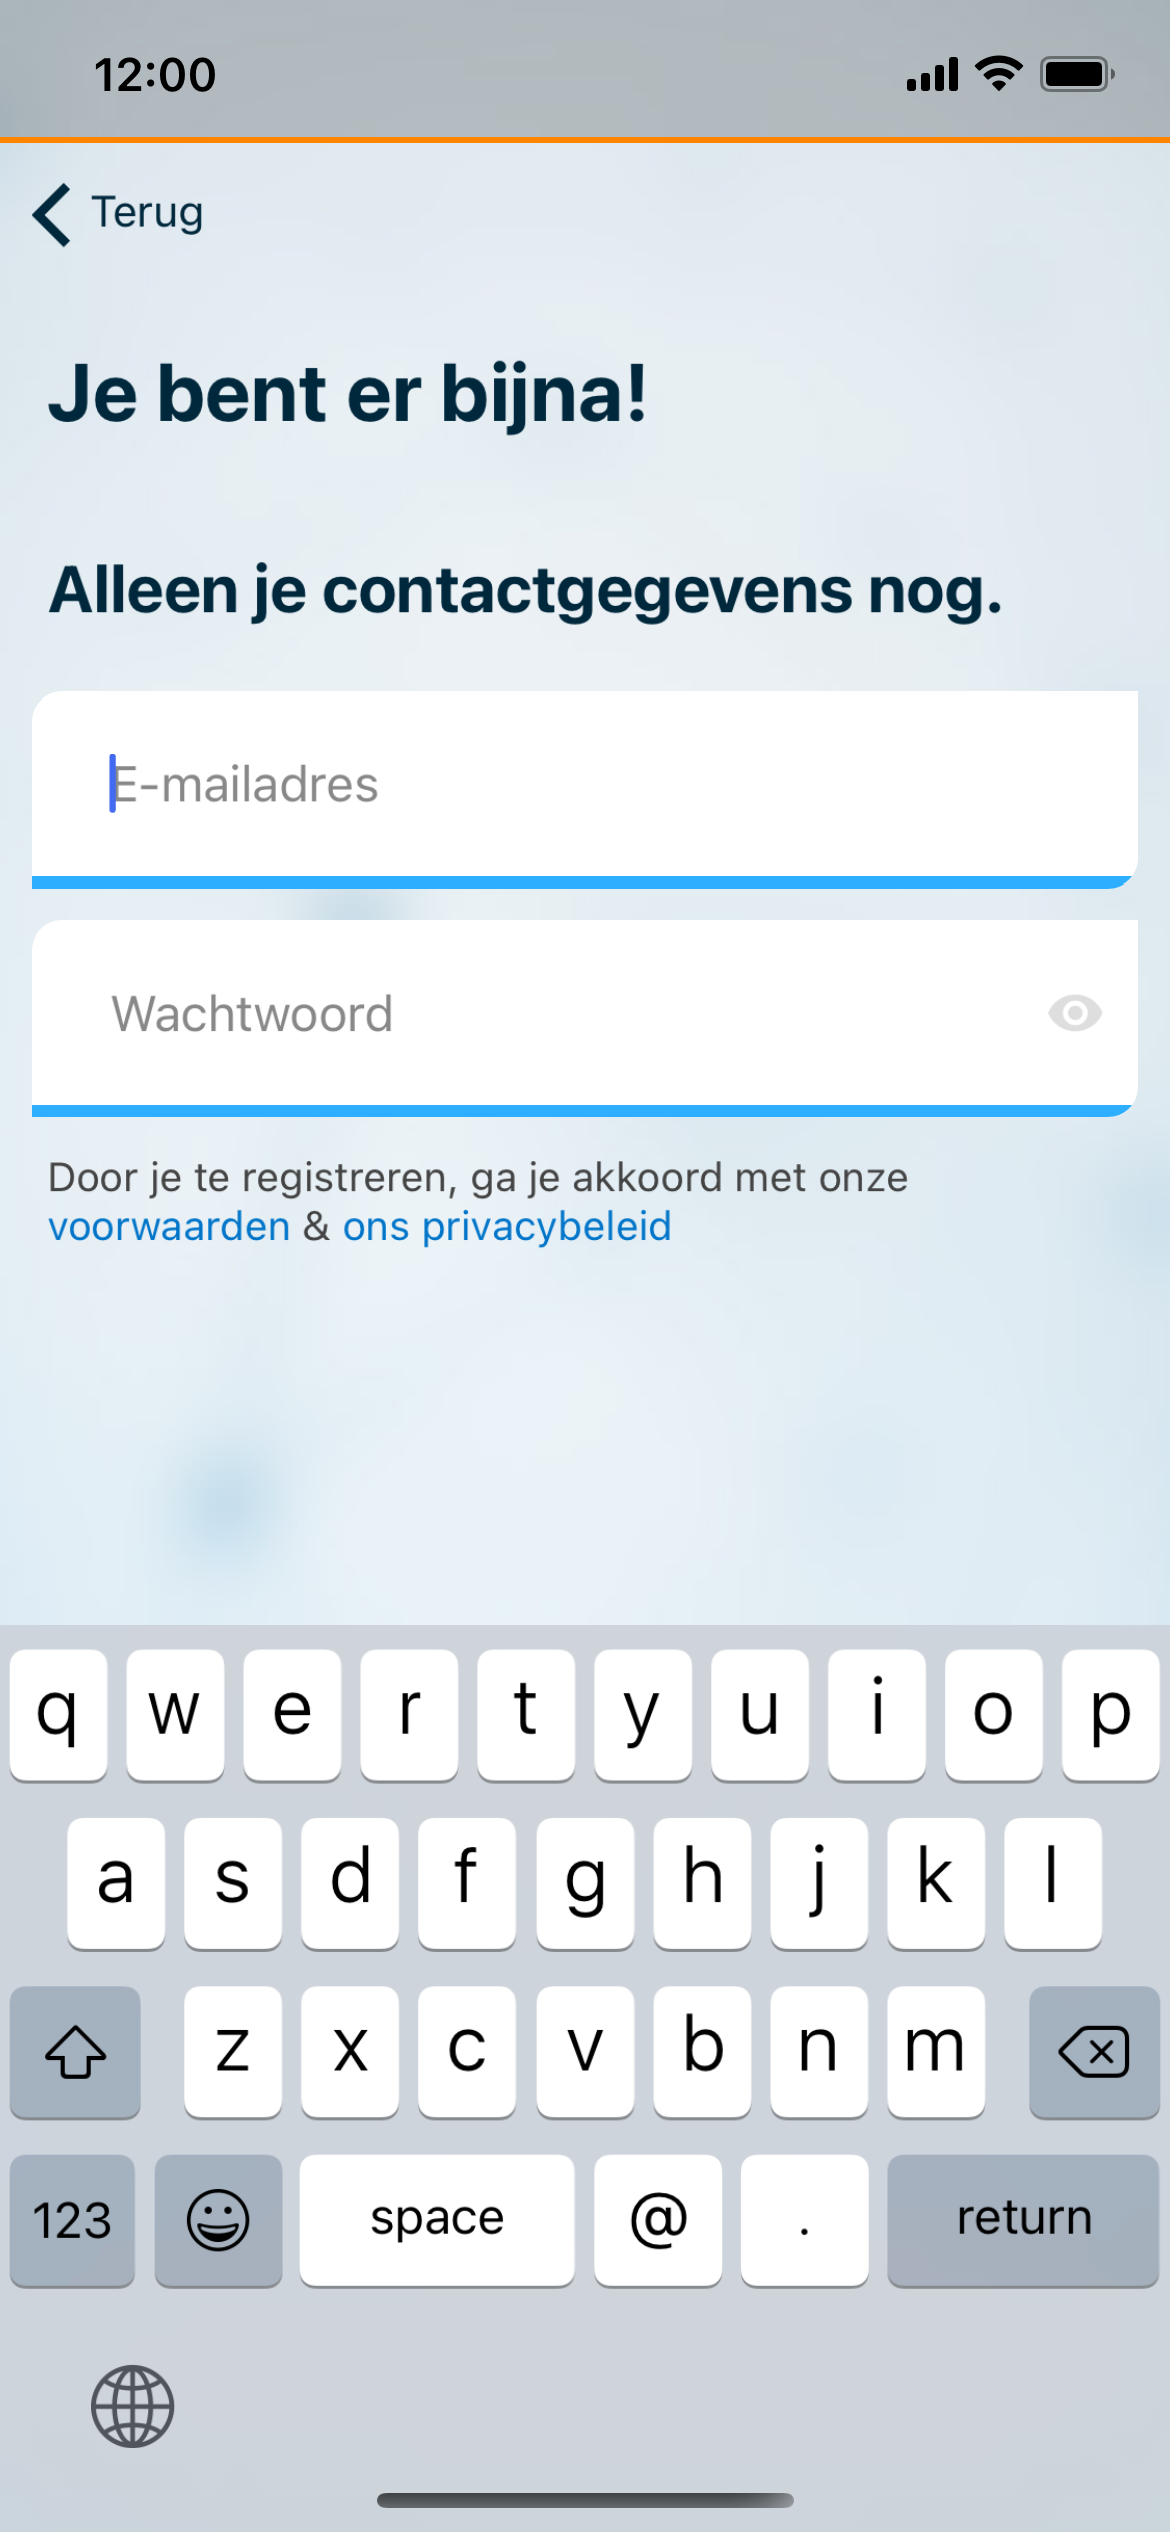 12:00
Terug
Je bent er bijna!
Alleen je contactgegevens nog.
E-mailadres
Wachtwoord
Door je te registreren, ga je akkoord met onze
voorwaarden & ons privacybeleid
q w e r t y u i o p
a s d f g h j k l
z x c v b n m
123 space @ . return